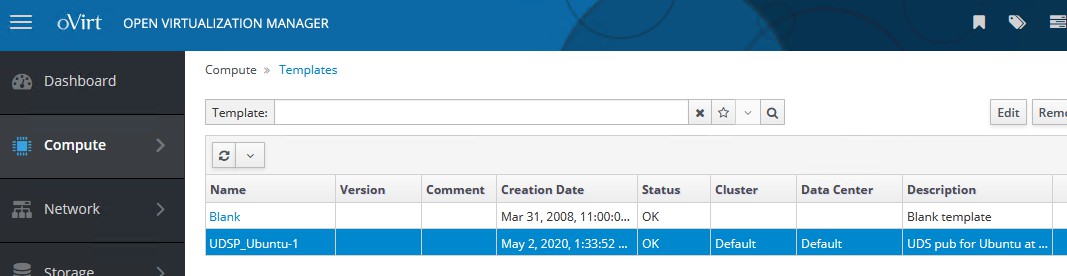 oVirt OPEN VIRTUALIZATION MANAGER
Dashboard
Compute
Network
Storage
Compute » Templates
Template:
Edit Remo
Name Version Comment Creation Date Status Cluster Data Center Description
Blank Mar 31, 2008, 11:00:0... OK Blank template
UDSP_Ubuntu-1 May 2, 2020, 1:33:52 ... OK Default Default UDS pub for Ubuntu at ...